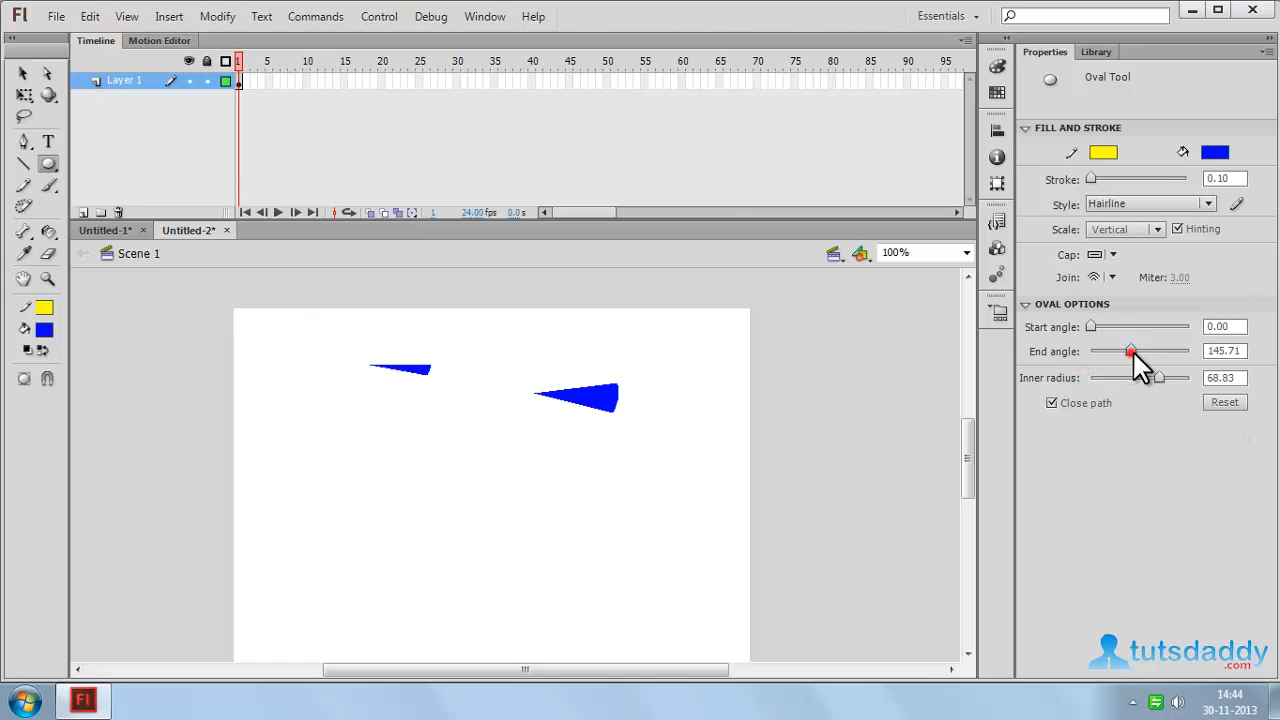 Fl File Edit View Insert Modify Text Commands Control Debug Window Help Essentials
Timeline Motion Editor
1 5 10 15 20 25 30 35 40 45 50 55 60 65 70 75 80 85 90 95
Layer 1
1 24.00fps 0.0s
Untitled-1* × Untitled-2* ×
Scene 1 100%
Properties Library
Oval Tool
FILL AND STROKE
Stroke: 0.10
Style: Hairline
Scale: Vertical Hinting
Cap:
Join: Miter: 3.00
OVAL OPTIONS
Start angle: 0.00
End angle: 145.71
Inner radius: 68.83
Close path Reset
tutsdaddy
.com
Fl 14:44
30-11-2013